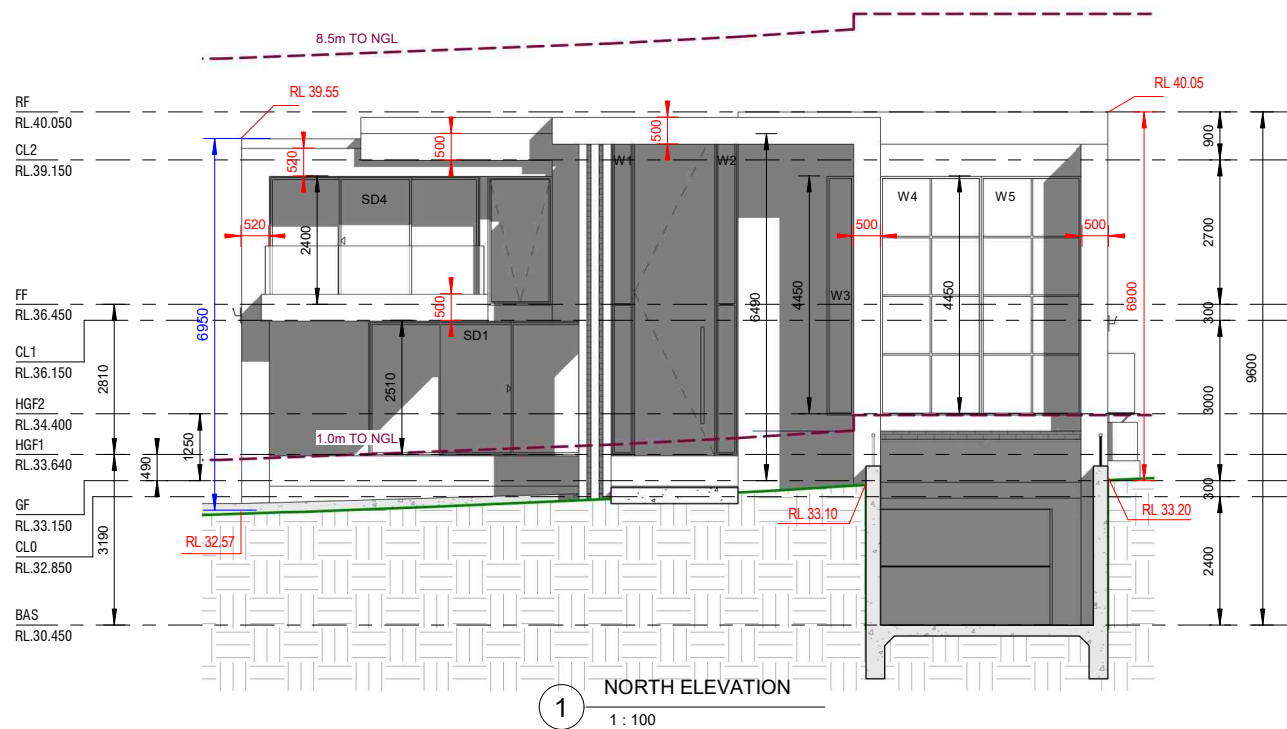 8.5m TO NGL
RL 39.55
RL 40.05
RF
RL.40.050
CL2
RL.39.150
FF
RL.36.450
CL1
RL.36.150
HGF2
RL.34.400
HGF1
RL.33.640
GF
RL.33.150
CL0
RL.32.850
BAS
RL.30.450
2810
1250
490
3190
6950
520
520
500
500
2400
2510
SD4
SD1
1.0m TO NGL
RL 32.57
W1
W2
500
6490
4450
W3
500
W4
W5
4450
500
6900
RL 33.10
RL 33.20
900
2700
300
3000
300
2400
9600
1
NORTH ELEVATION
1 : 100